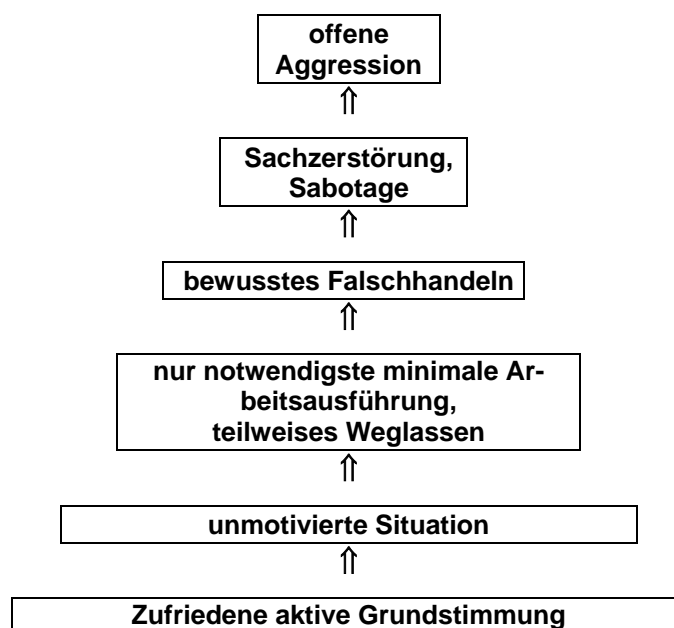 offene
Aggression
⇑
Sachzerstörung,
Sabotage
⇑
bewusstes Falschhandeln
⇑
nur notwendigste minimale Ar-
beitsausführung,
teilweises Weglassen
⇑
unmotivierte Situation
⇑
Zufriedene aktive Grundstimmung